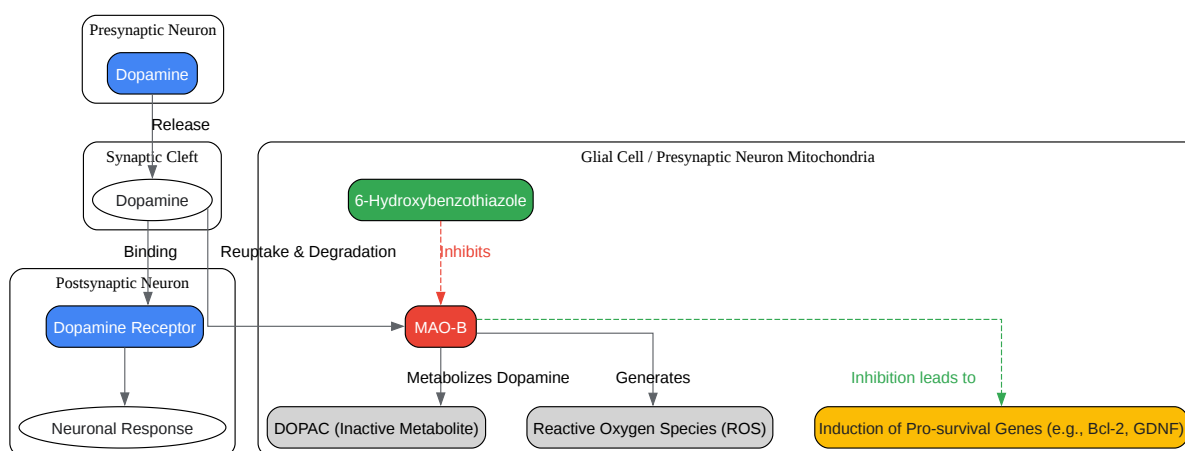 Presynaptic Neuron
Dopamine
Release
Synaptic Cleft
Dopamine
Binding
Reuptake & Degradation
Postsynaptic Neuron
Dopamine Receptor
Neuronal Response
Glial Cell / Presynaptic Neuron Mitochondria
6-Hydroxybenzothiazole
Inhibits
MAO-B
Metabolizes Dopamine
Generates
Inhibition leads to
DOPAC (Inactive Metabolite)
Reactive Oxygen Species (ROS)
Induction of Pro-survival Genes (e.g., Bcl-2, GDNF)